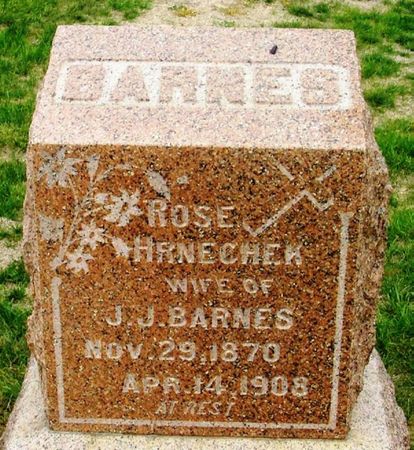 BARNES
ROSE
HRNECHEK
WIFE OF
J.J. BARNES
NOV. 29, 1870
APR. 14, 1908
AT REST